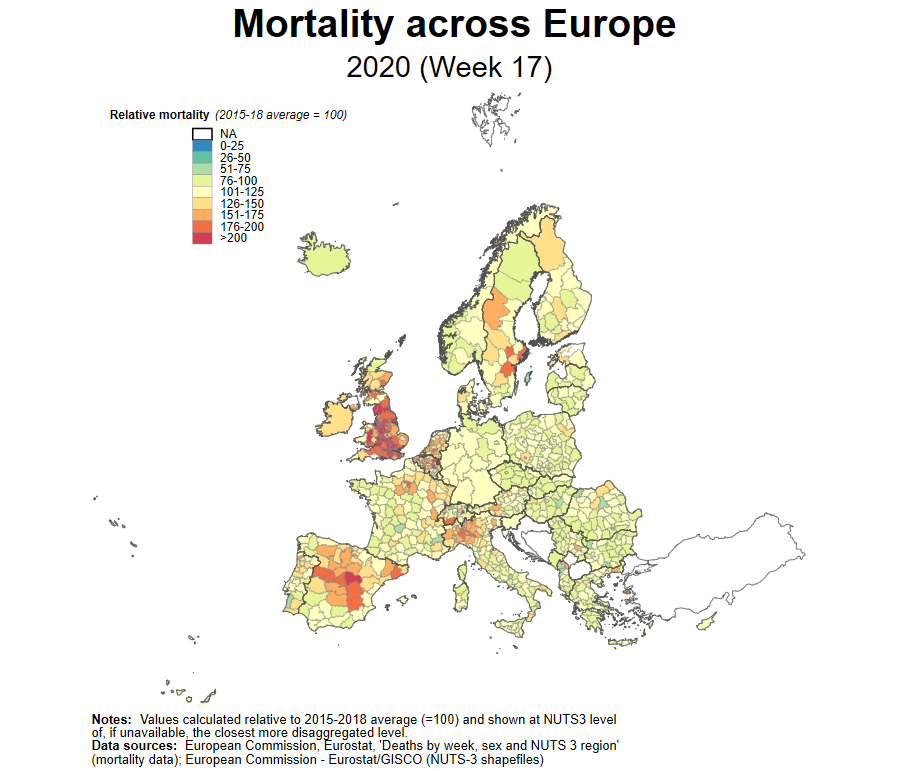 Mortality across Europe
2020 (Week 17)
Relative mortality (2015-18 average = 100)
NA
0-25
26-50
51-75
76-100
101-125
126-150
151-175
176-200
>200
Notes: Values calculated relative to 2015-2018 average (=100) and shown at NUTS3 level
of, if unavailable, the closest more disaggregated level.
Data sources: European Commission, Eurostat, 'Deaths by week, sex and NUTS 3 region'
(mortality data); European Commission - Eurostat/GISCO (NUTS-3 shapefiles)